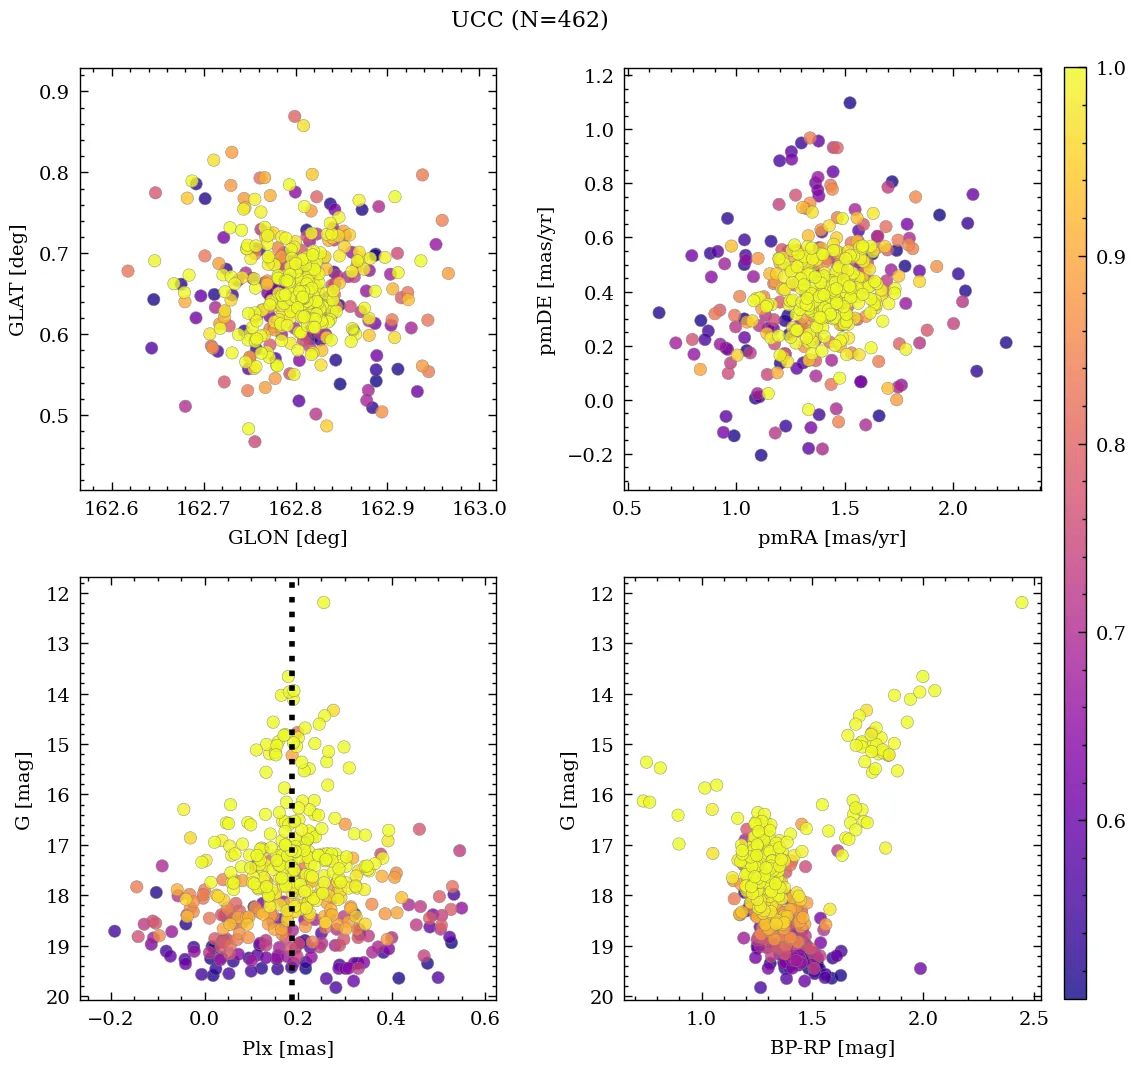 UCC (N=462)
0.9
0.8
0.7
0.6
0.5
GLAT [deg]
162.6 162.7 162.8 162.9 163.0
GLON [deg]
1.2
1.0
0.8
0.6
0.4
0.2
0.0
−0.2
pmDE [mas/yr]
0.5 1.0 1.5 2.0
pmRA [mas/yr]
12
13
14
15
16
17
18
19
20
G [mag]
−0.2 0.0 0.2 0.4 0.6
Plx [mas]
12
13
14
15
16
17
18
19
20
G [mag]
1.0 1.5 2.0 2.5
BP-RP [mag]
1.0
0.9
0.8
0.7
0.6